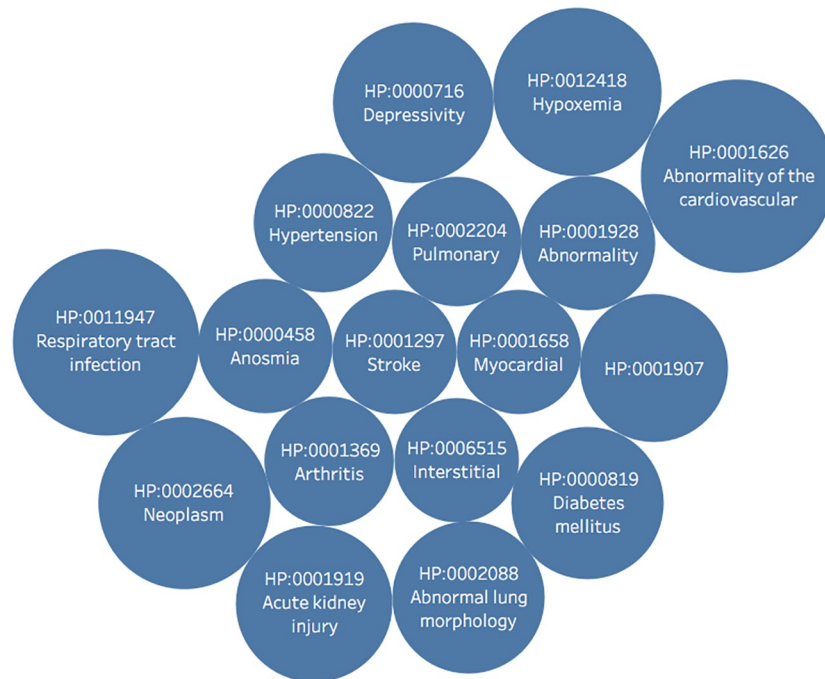 HP:0000716
Depressivity
HP:0012418
Hypoxemia
HP:0001626
Abnormality of the
cardiovascular
HP:0000822
Hypertension
HP:0002204
Pulmonary
HP:0001928
Abnormality
HP:0011947
Respiratory tract
infection
HP:0000458
Anosmia
HP:0001297
Stroke
HP:0001658
Myocardial
HP:0001907
HP:0001369
Arthritis
HP:0006515
Interstitial
HP:0000819
Diabetes
mellitus
HP:0002664
Neoplasm
HP:0001919
Acute kidney
injury
HP:0002088
Abnormal lung
morphology